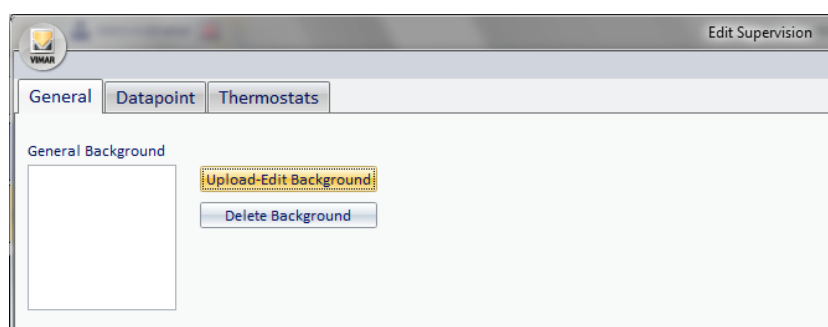 Edit Supervision
VIMAR
General Datapoint Thermostats
General Background
Upload-Edit Background
Delete Background